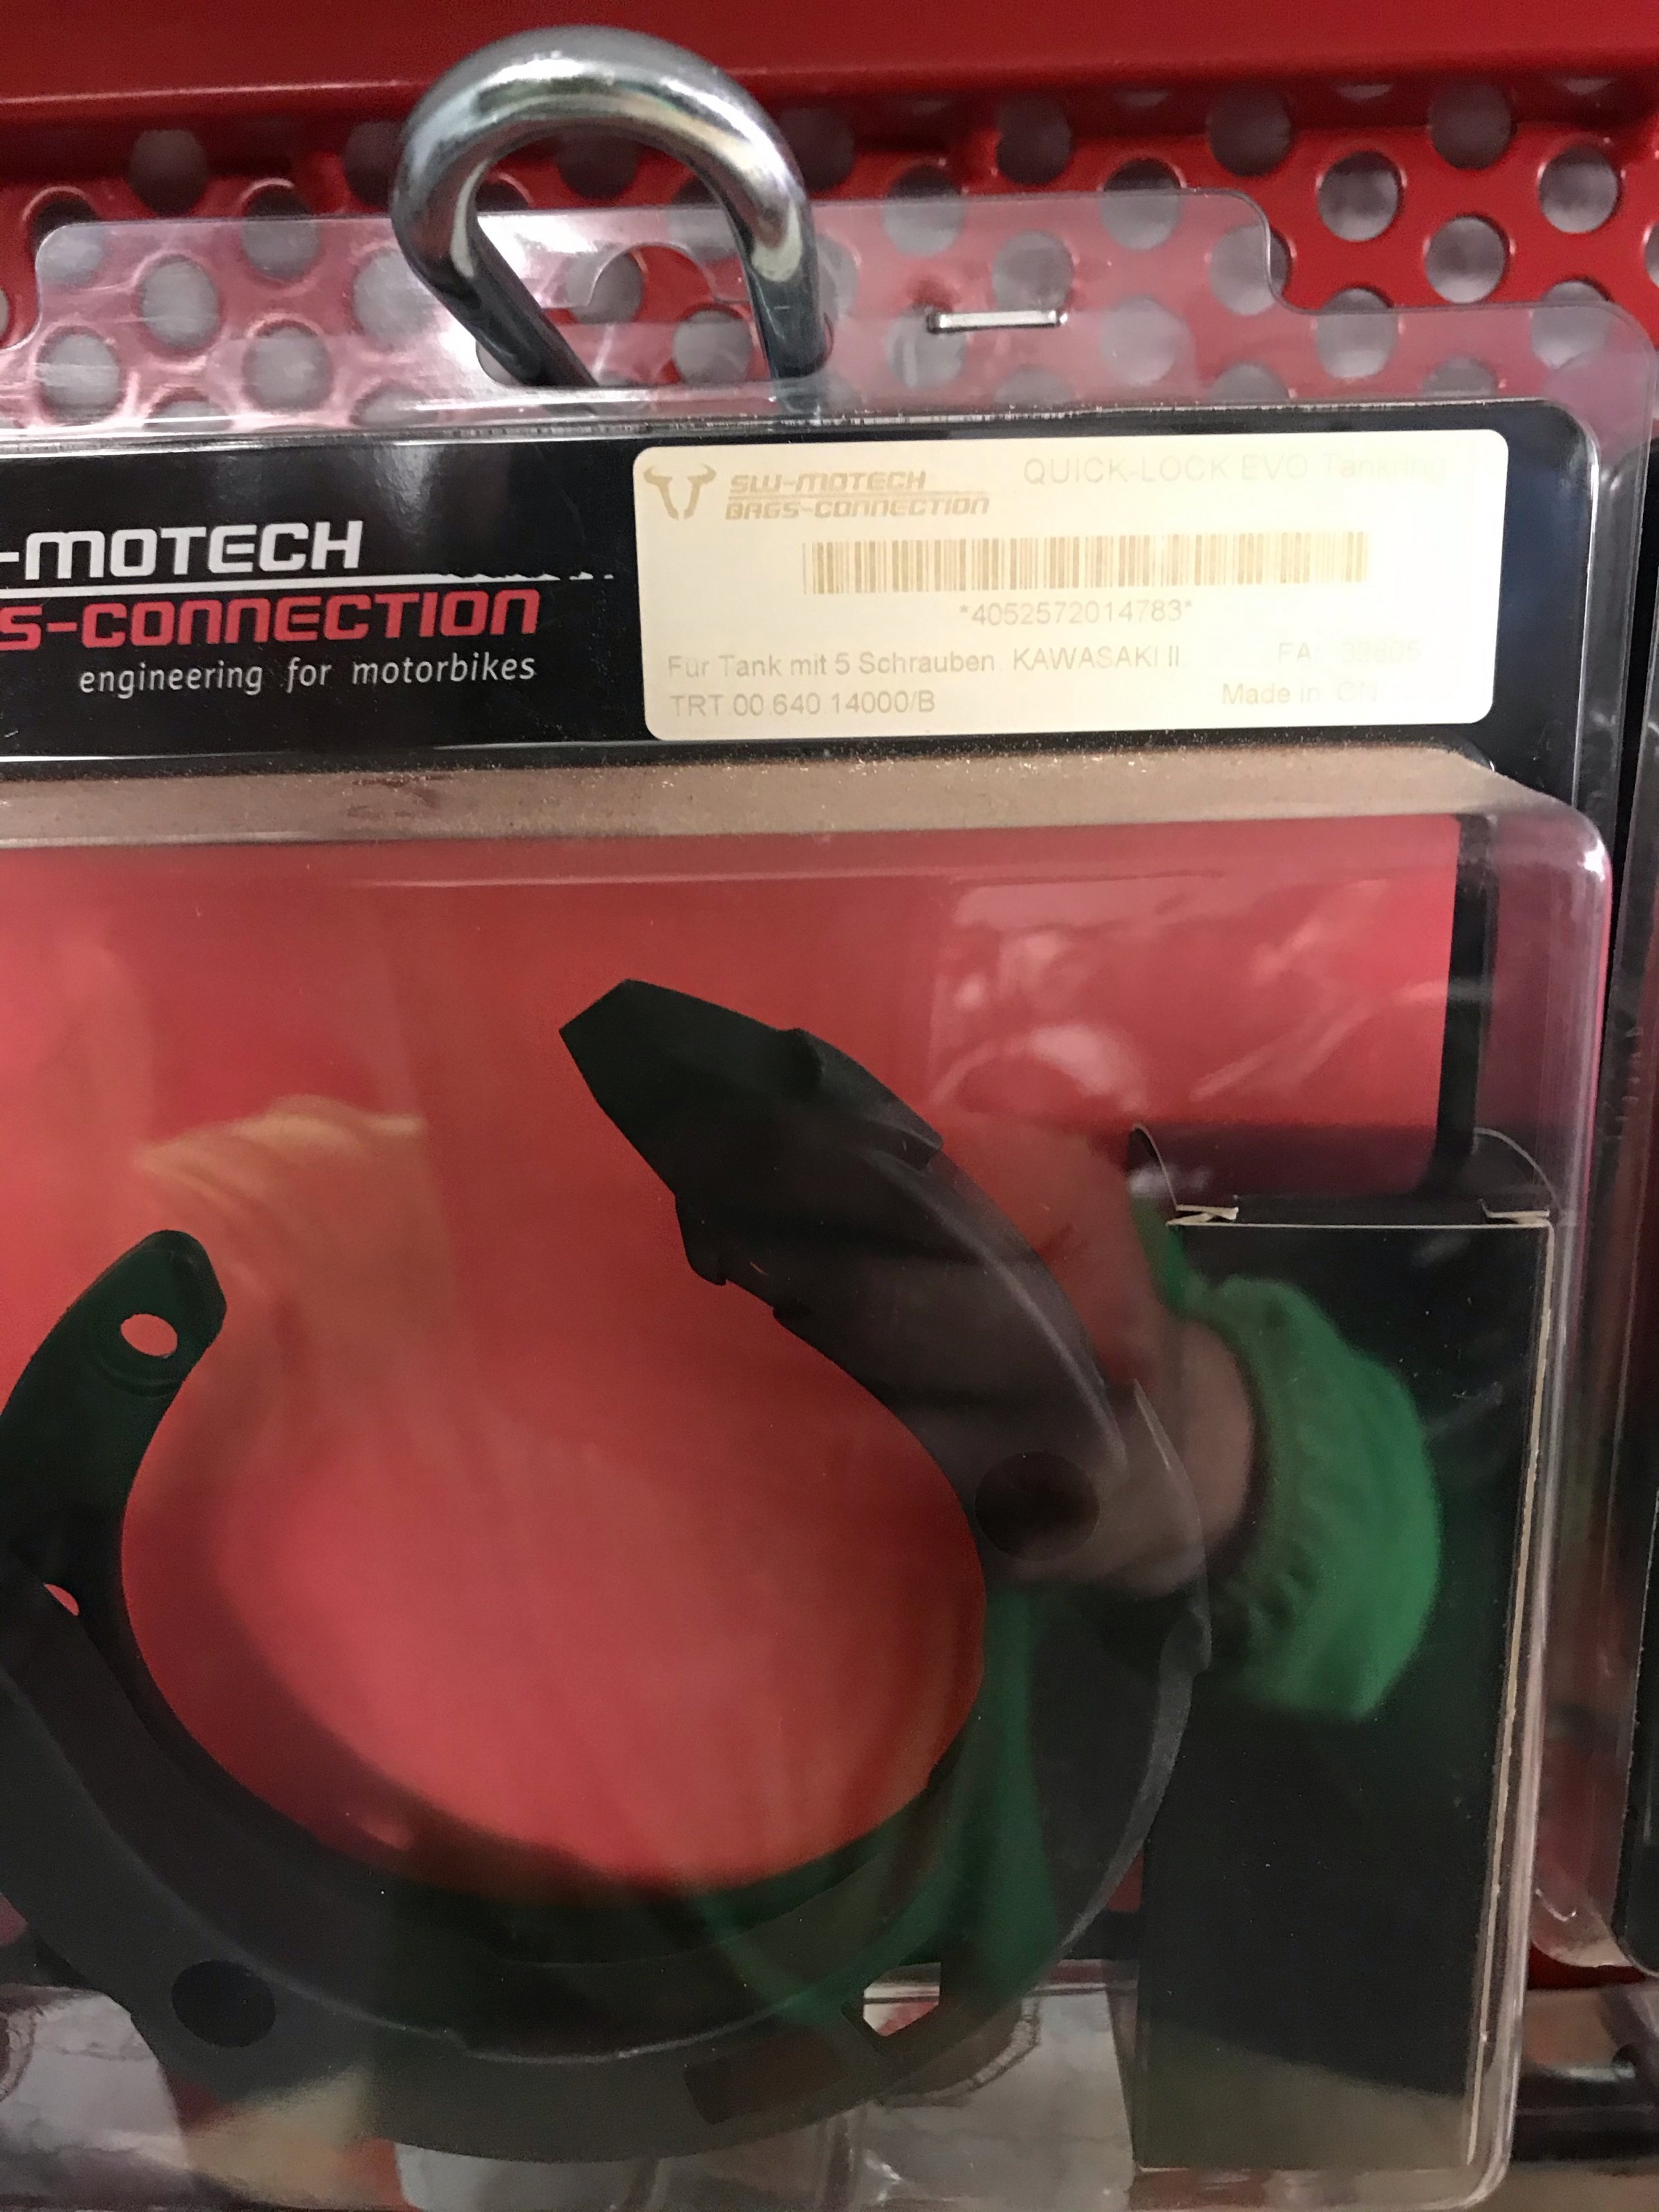 -MOTECH
S-CONNECTION
engineering for motorbikes
SW-MOTECH
BAGS-CONNECTION
QUICK-LOCK EVO Tankring
*4052572014783*
Für Tank mit 5 Schrauben. KAWASAKI II.
FA:
TRT.00.640.14000/B
Made in: CN